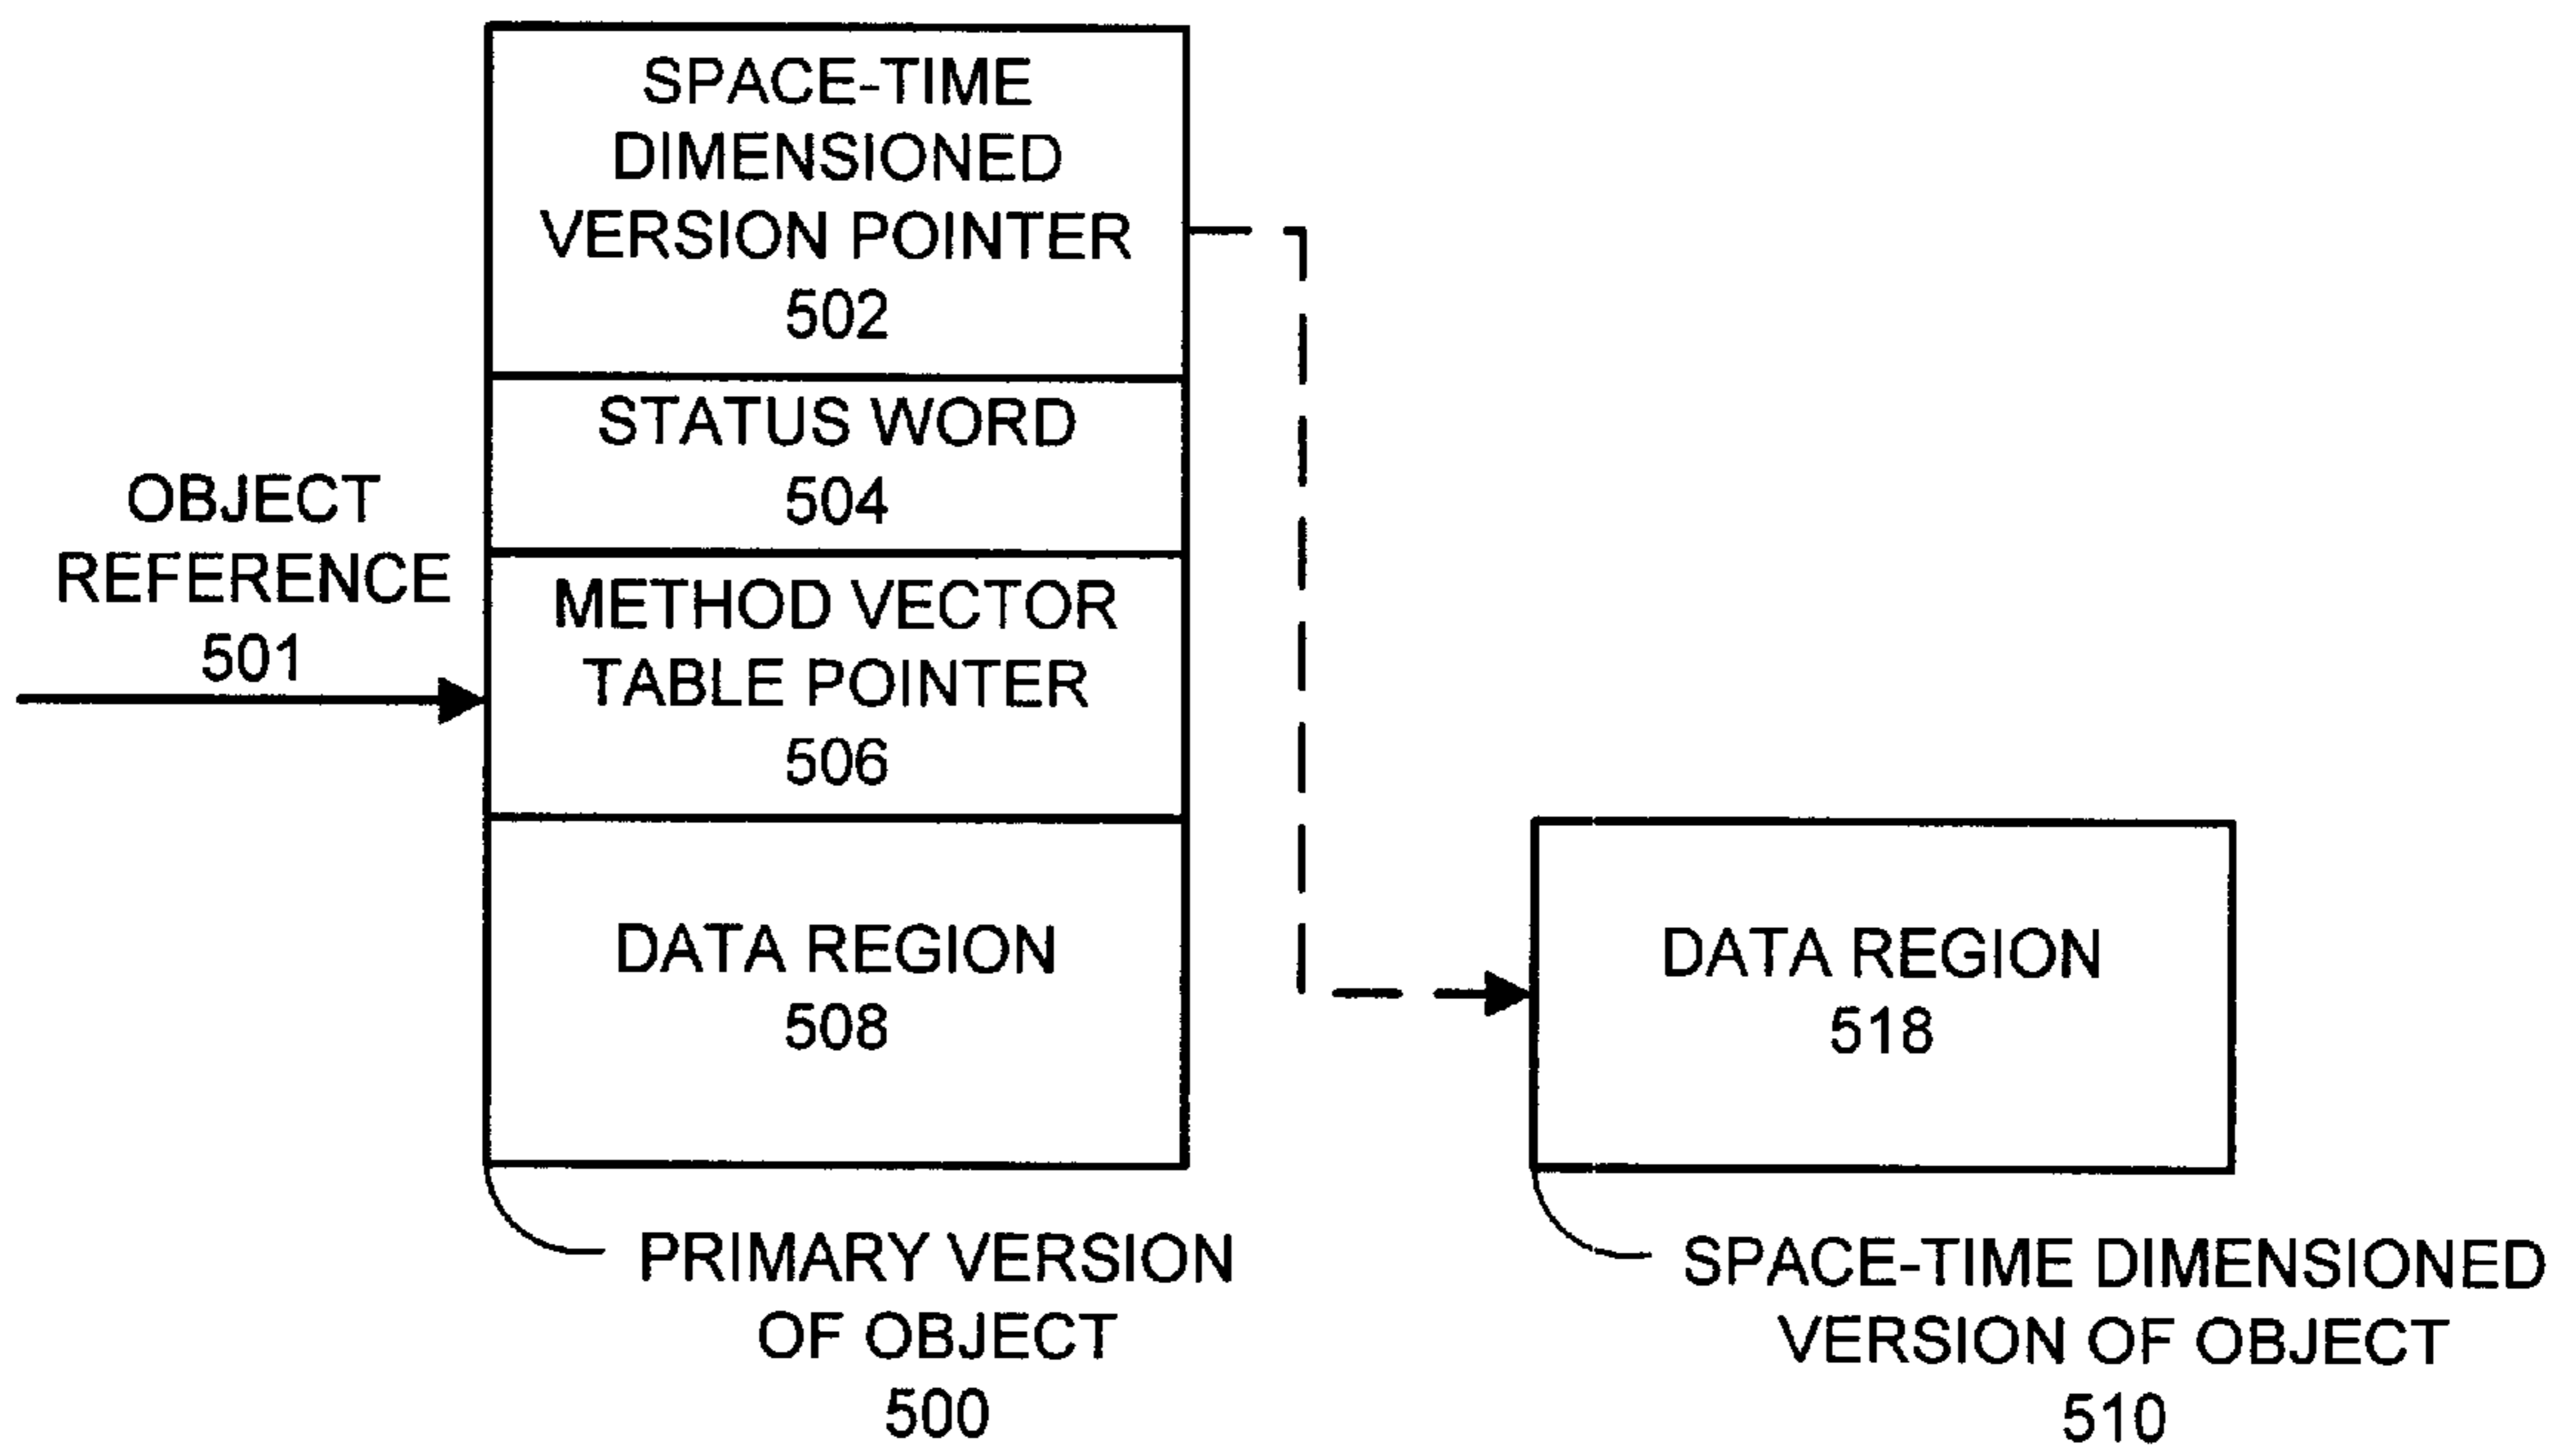 SPACE-TIME
DIMENSIONED
VERSION POINTER
502
STATUS WORD
504
OBJECT
REFERENCE
501
METHOD VECTOR
TABLE POINTER
506
DATA REGION
508
DATA REGION
518
PRIMARY VERSION
OF OBJECT
500
SPACE-TIME DIMENSIONED
VERSION OF OBJECT
510